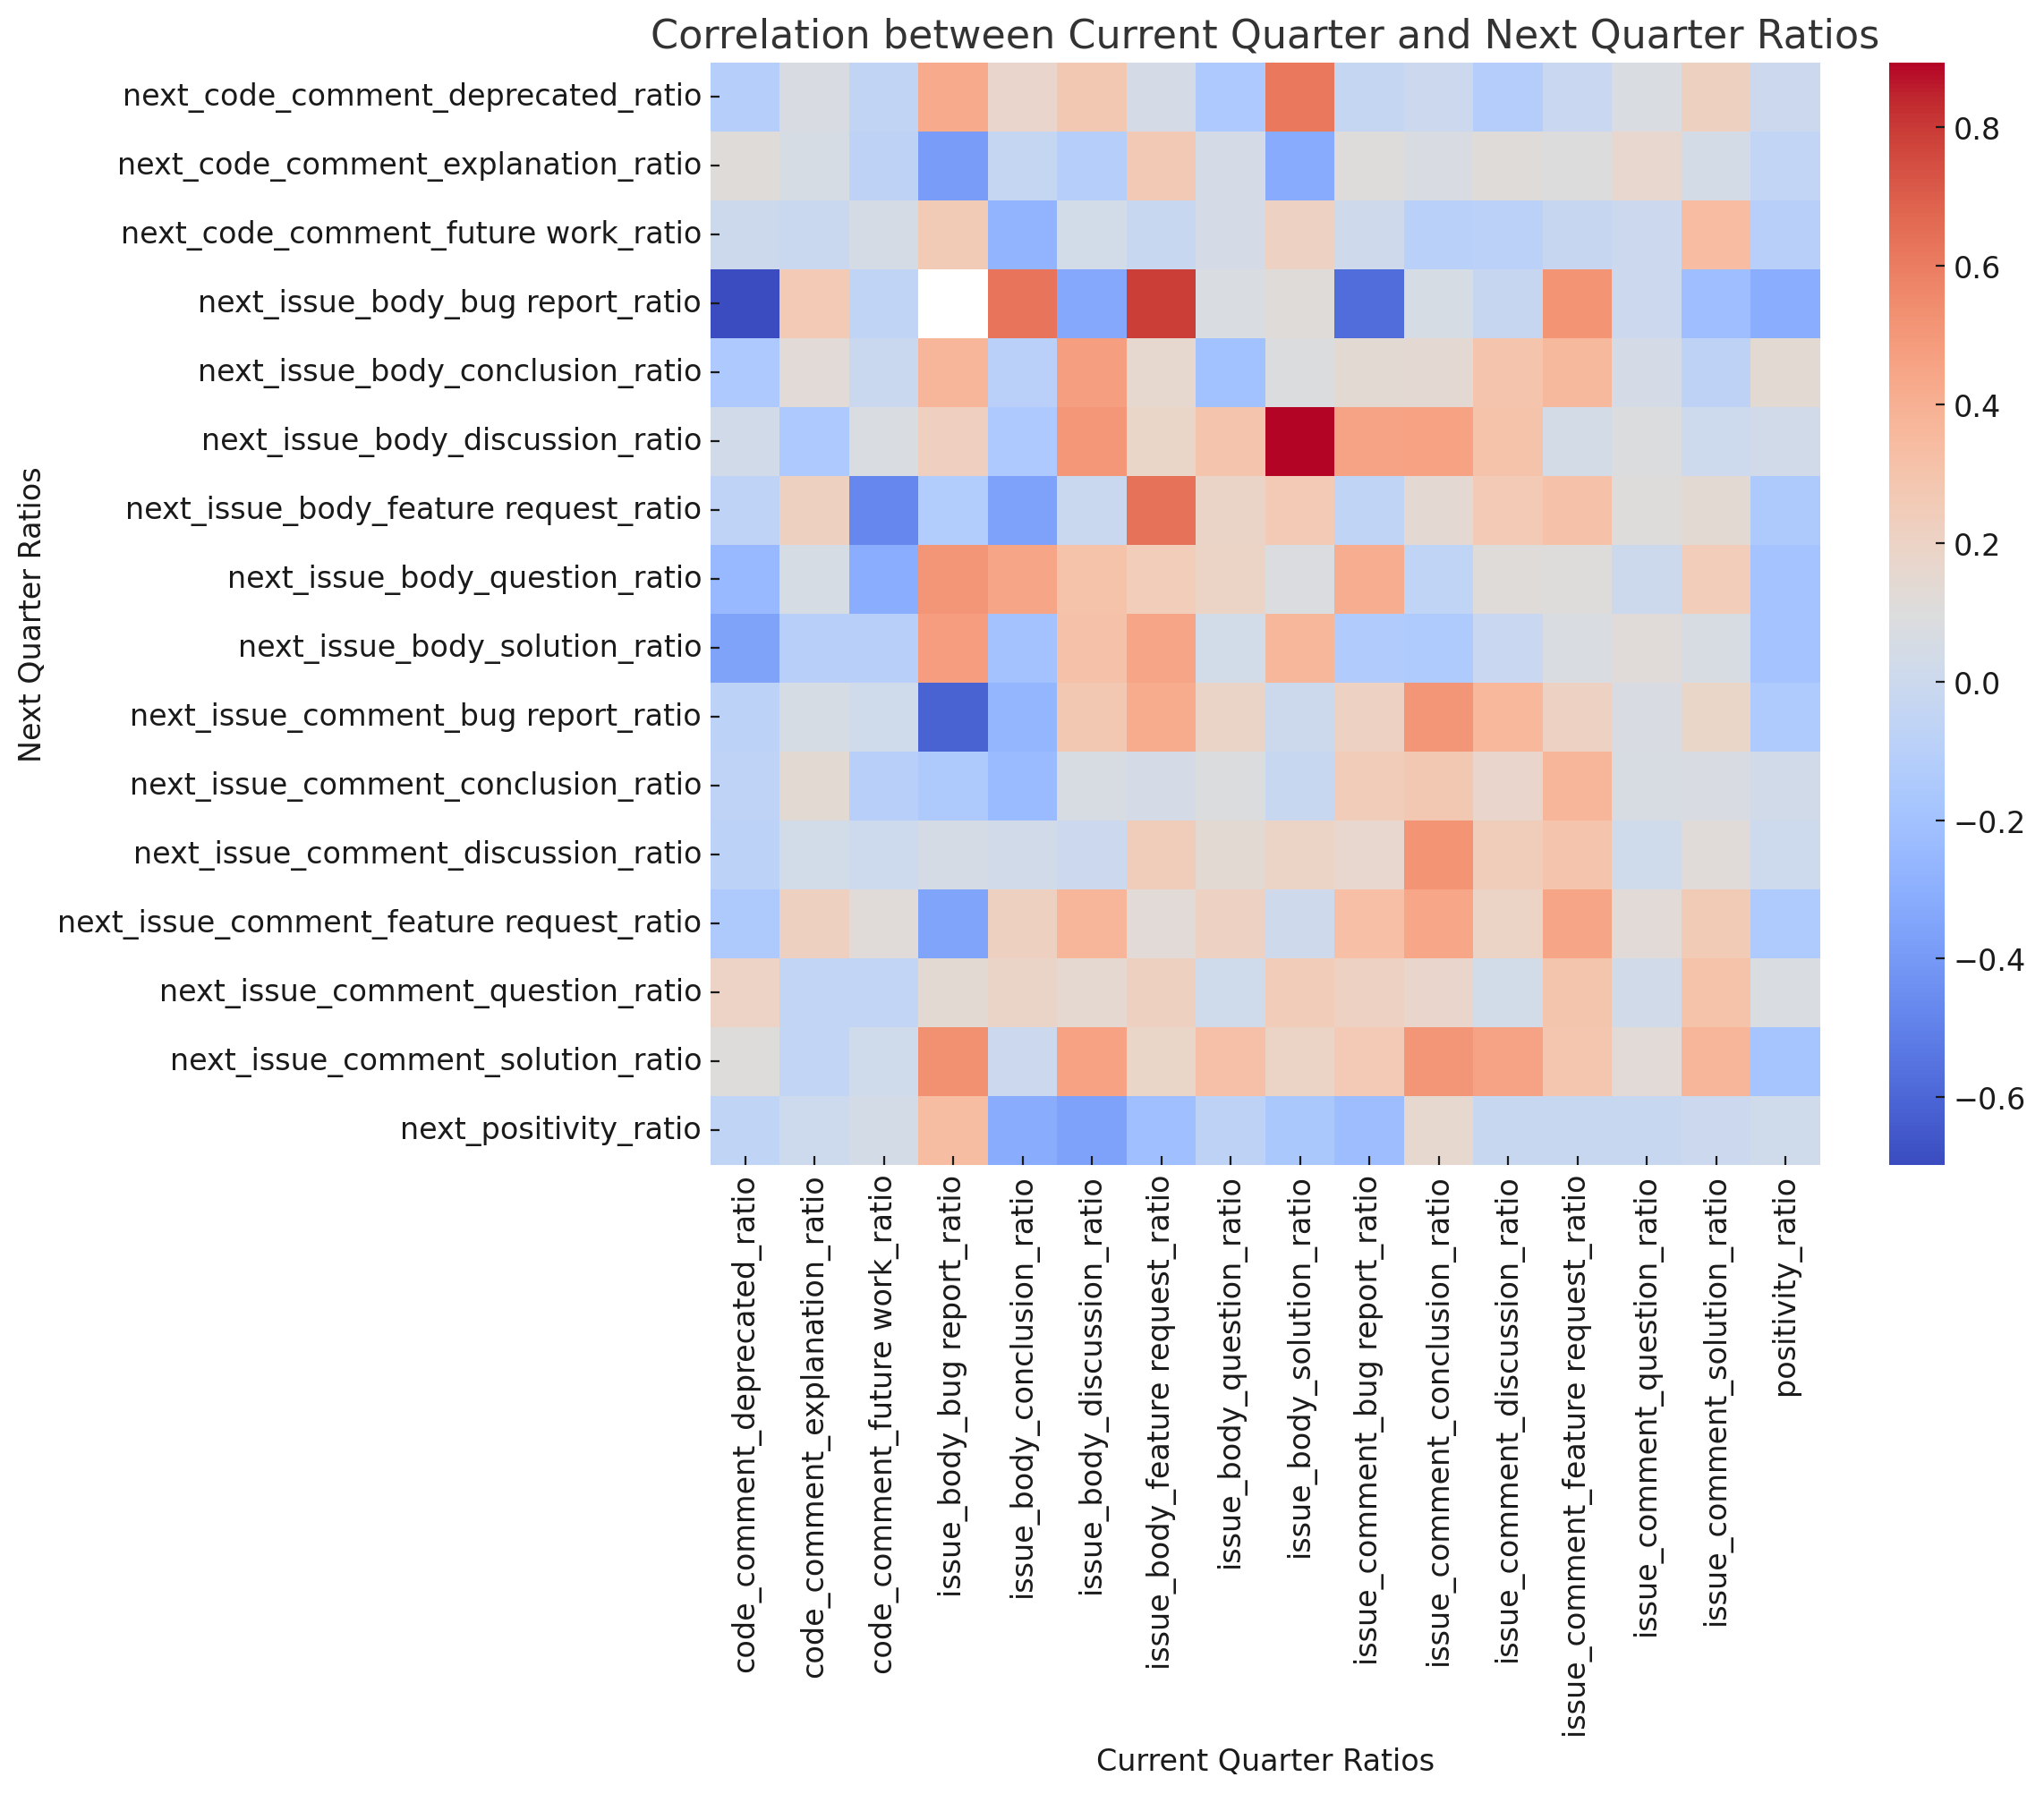 Correlation between Current Quarter and Next Quarter Ratios
Next Quarter Ratios
next_code_comment_deprecated_ratio
next_code_comment_explanation_ratio
next_code_comment_future work_ratio
next_issue_body_bug report_ratio
next_issue_body_conclusion_ratio
next_issue_body_discussion_ratio
next_issue_body_feature request_ratio
next_issue_body_question_ratio
next_issue_body_solution_ratio
next_issue_comment_bug report_ratio
next_issue_comment_conclusion_ratio
next_issue_comment_discussion_ratio
next_issue_comment_feature request_ratio
next_issue_comment_question_ratio
next_issue_comment_solution_ratio
next_positivity_ratio
code_comment_deprecated_ratio
code_comment_explanation_ratio
code_comment_future work_ratio
issue_body_bug report_ratio
issue_body_conclusion_ratio
issue_body_discussion_ratio
issue_body_feature request_ratio
issue_body_question_ratio
issue_body_solution_ratio
issue_comment_bug report_ratio
issue_comment_conclusion_ratio
issue_comment_discussion_ratio
issue_comment_feature request_ratio
issue_comment_question_ratio
issue_comment_solution_ratio
positivity_ratio
Current Quarter Ratios
0.8
0.6
0.4
0.2
0.0
−0.2
−0.4
−0.6